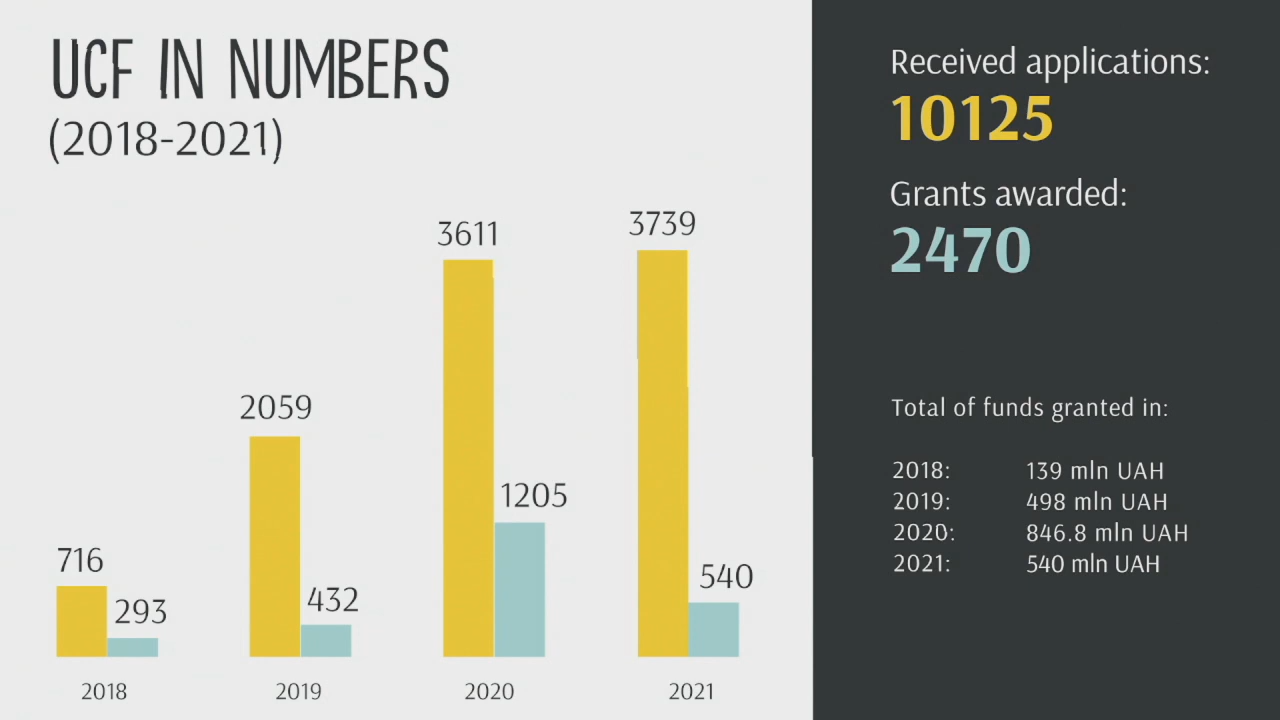 UCF IN NUMBERS
(2018-2021)
716
293
2018
2059
432
2019
3611
1205
2020
3739
540
2021
Received applications:
10125
Grants awarded:
2470
Total of funds granted in:
2018: 139 mln UAH
2019: 498 mln UAH
2020: 846.8 mln UAH
2021: 540 mln UAH